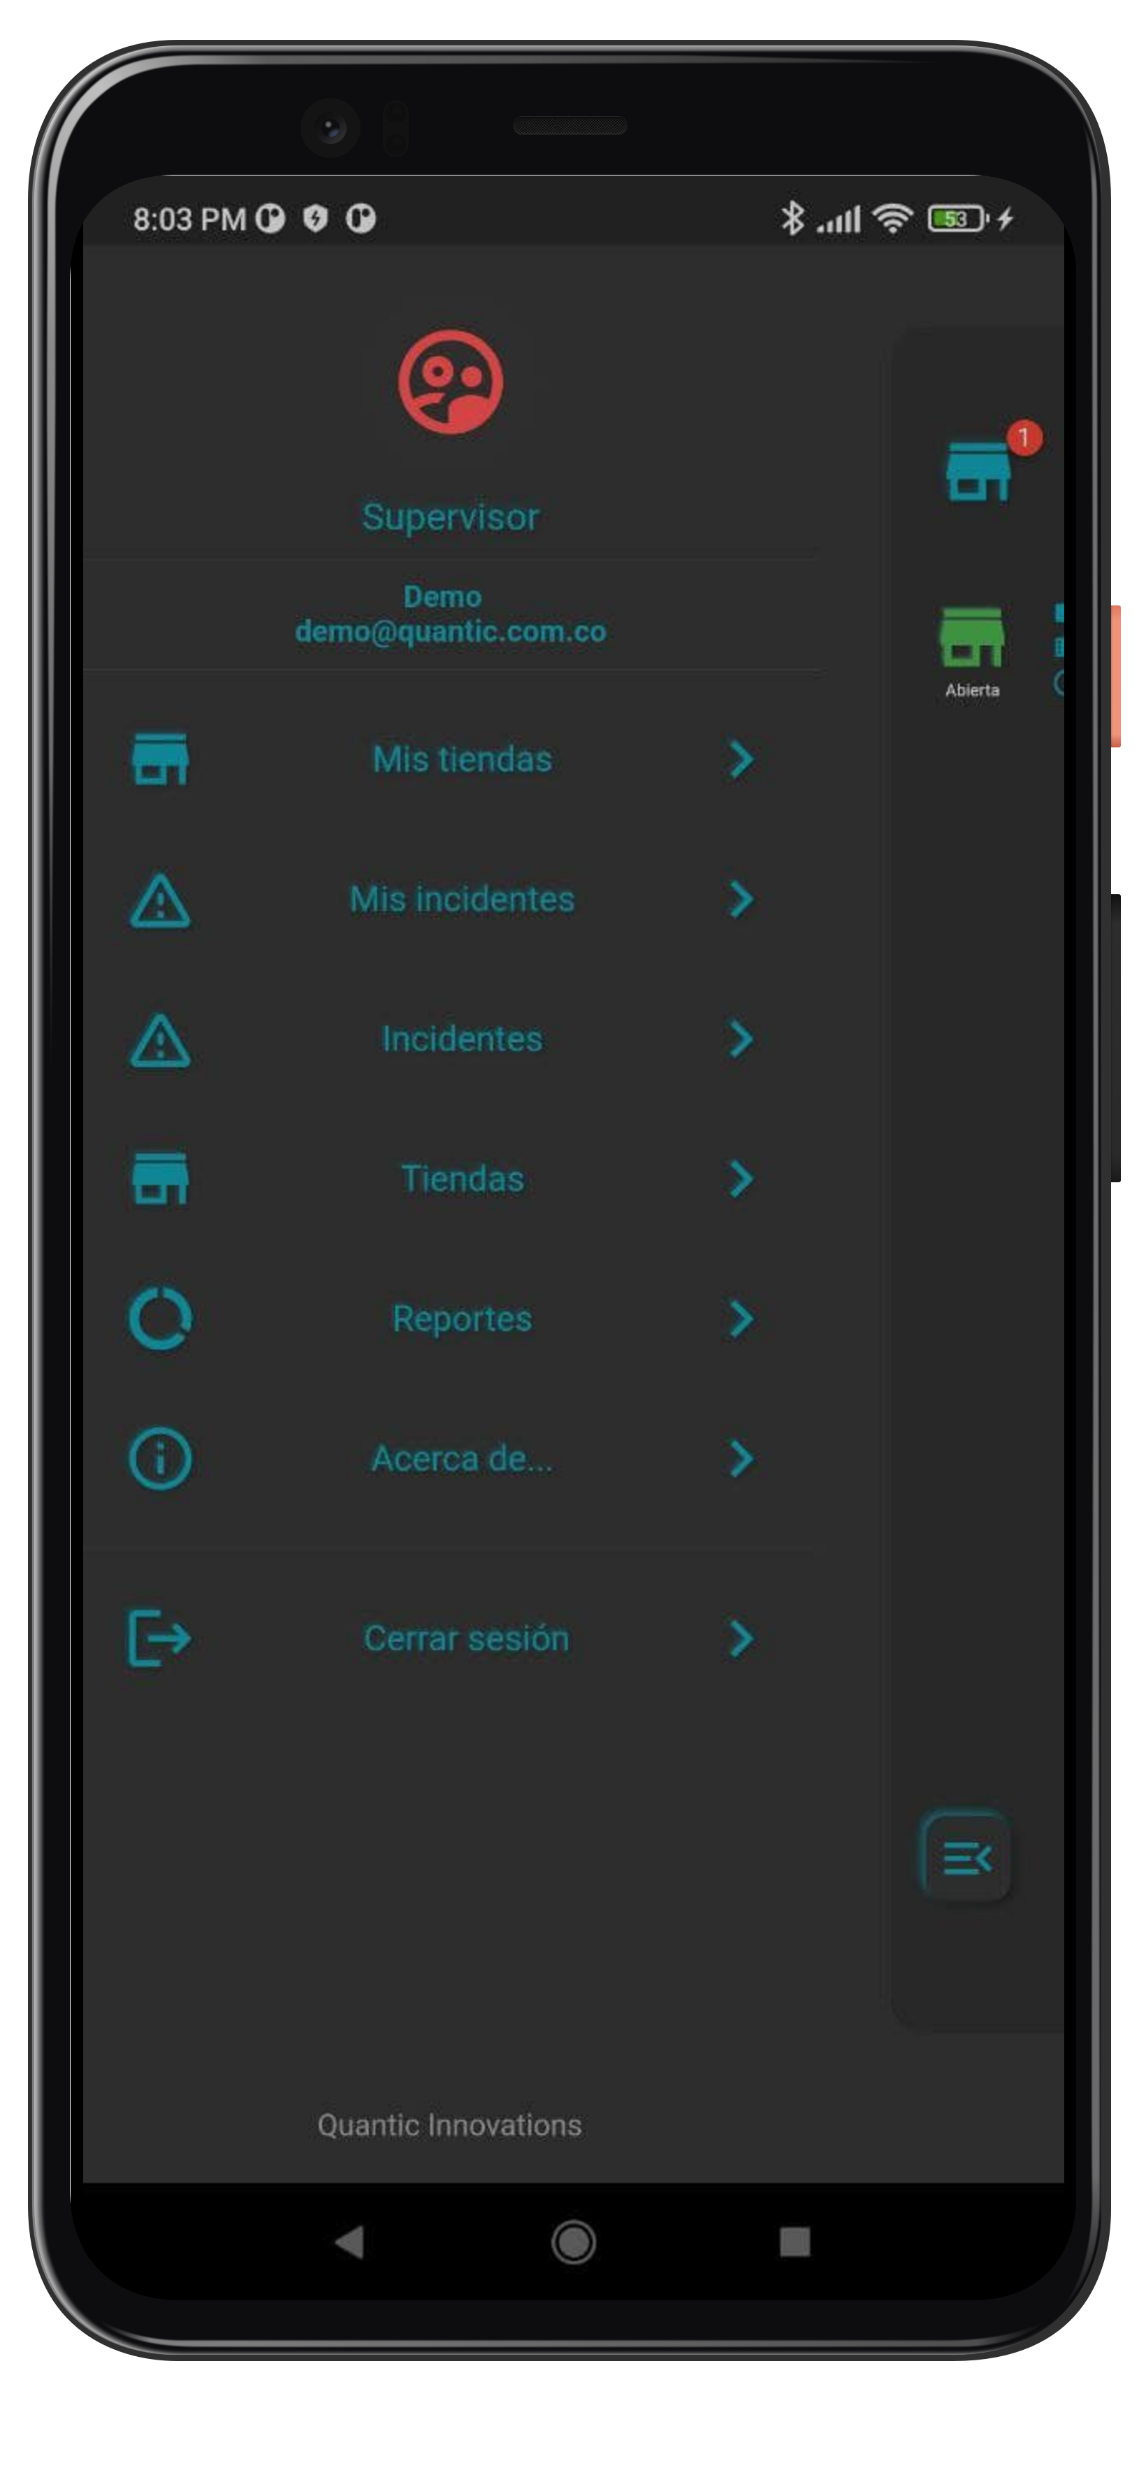 8:03 PM
53
1
Supervisor
Demo
demo@quantic.com.co
Abierta
Mis tiendas
Mis incidentes
Incidentes
Tiendas
Reportes
Acerca de...
Cerrar sesión
Quantic Innovations